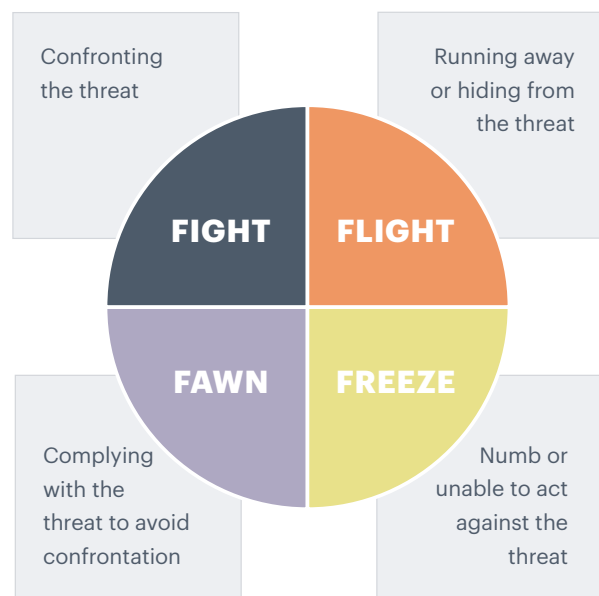 Confronting
the threat
Running away
or hiding from
the threat
FIGHT
FLIGHT
FAWN
FREEZE
Complying
with the
threat to avoid
confrontation
Numb or
unable to act
against the
threat